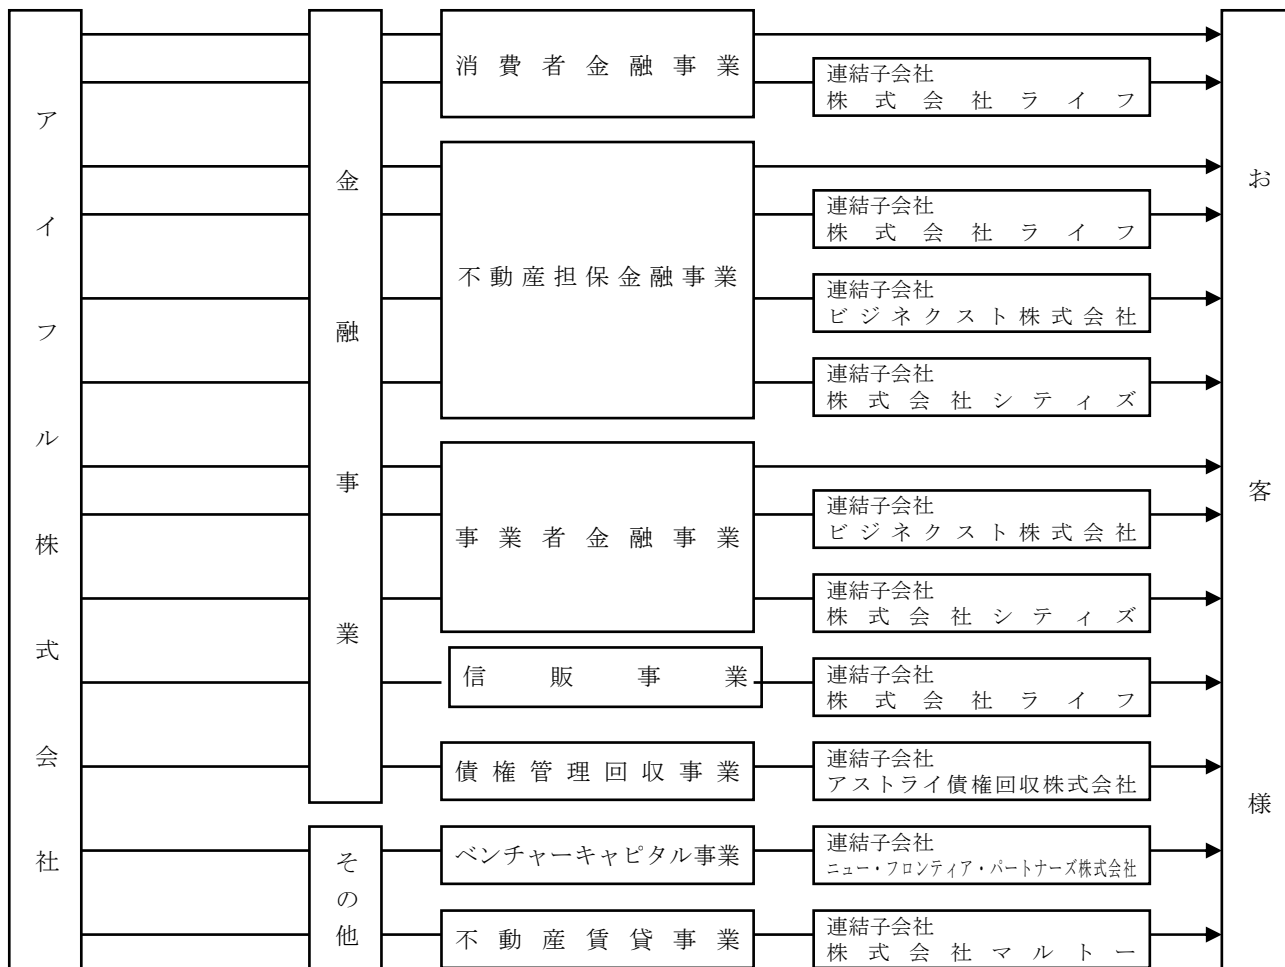 アイフル株式会社
金融事業
消費者金融事業
連結子会社
株式会社ライフ
不動産担保金融事業
連結子会社
株式会社ライフ
連結子会社
ビジネクスト株式会社
連結子会社
株式会社シティズ
事業者金融事業
連結子会社
ビジネクスト株式会社
連結子会社
株式会社シティズ
信販事業
連結子会社
株式会社ライフ
債権管理回収事業
連結子会社
アストライ債権回収株式会社
その他
ベンチャーキャピタル事業
連結子会社
ニュー・フロンティア・パートナーズ株式会社
不動産賃貸事業
連結子会社
株式会社マルトー
お客様